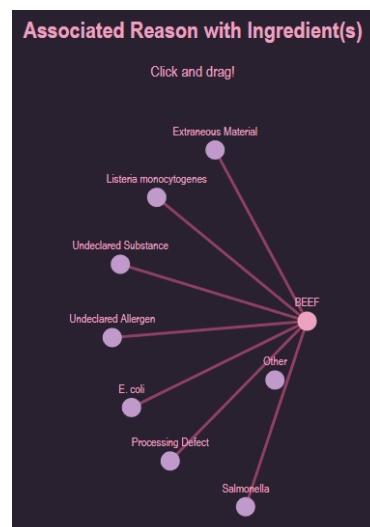 Associated Reason with Ingredient(s)
Click and drag!
Extraneous Material
Listeria monocytogenes
Undeclared Substance
BEEF
Undeclared Allergen
Other
E. coli
Processing Defect
Salmonella